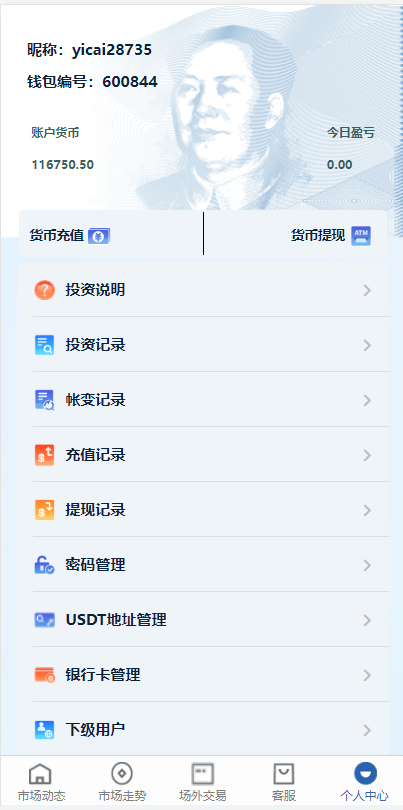 昵称：yicai28735
钱包编号：600844
账户货币 今日盈亏
116750.50 0.00
货币充值 货币提现 ATM
投资说明
投资记录
帐变记录
充值记录
提现记录
密码管理
USDT地址管理
银行卡管理
下级用户
市场动态 市场走势 场外交易 客服 个人中心